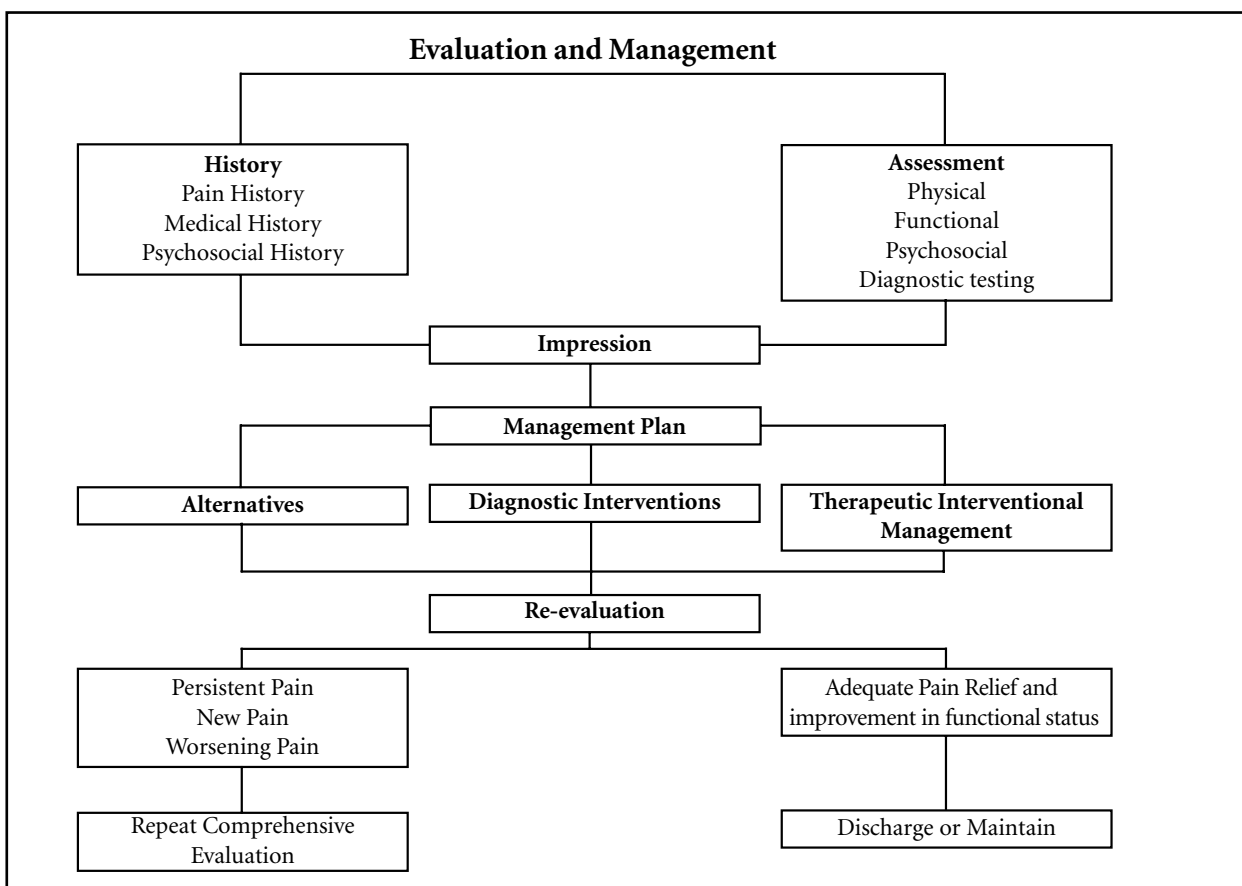 Evaluation and Management
History
Pain History
Medical History
Psychosocial History
Assessment
Physical
Functional
Psychosocial
Diagnostic testing
Impression
Management Plan
Alternatives
Diagnostic Interventions
Therapeutic Interventional
Management
Re-evaluation
Persistent Pain
New Pain
Worsening Pain
Adequate Pain Relief and
improvement in functional status
Repeat Comprehensive
Evaluation
Discharge or Maintain